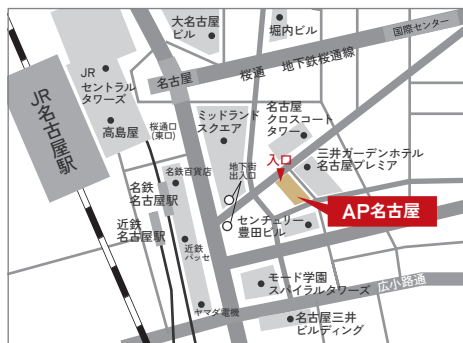 大名古屋
ビル
堀内ビル
国際センター
JR
セントラル
タワーズ
名古屋
桜通
地下鉄桜通線
JR名古屋駅
高島屋
桜通口
(東口)
ミッドランド
スクエア
名古屋
クロスコート
タワー
入口
三井ガーデンホテル
名古屋プレミア
名鉄百貨店
地下街
出入口
名鉄
名古屋駅
AP名古屋
近鉄
名古屋駅
センチュリー
豊田ビル
近鉄
パッセ
モード学園
スパイラルタワーズ
広小路通
ヤマダ電機
名古屋三井
ビルディング